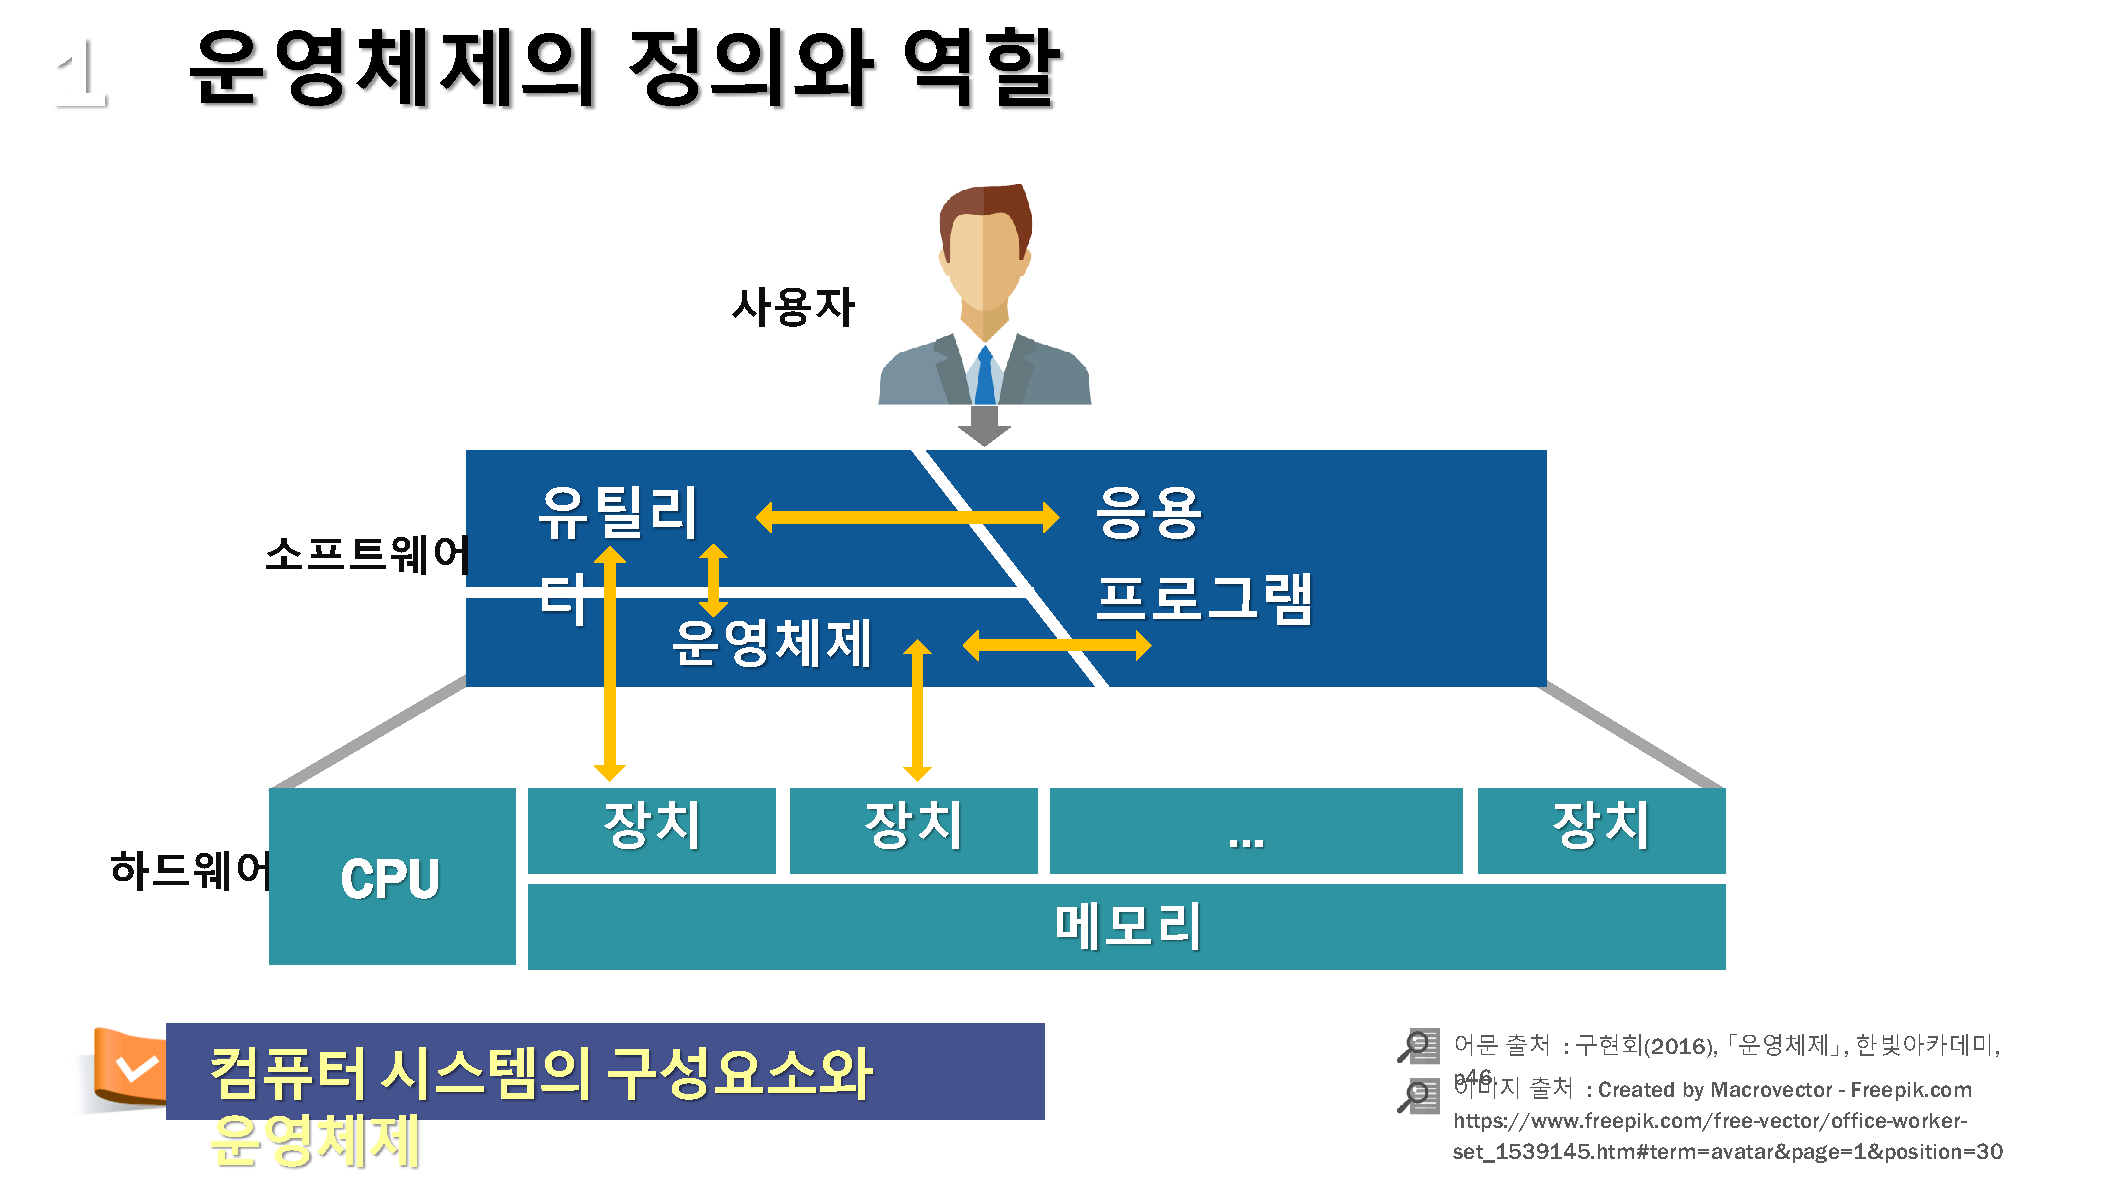 1 운영체제의 정의와 역할
사용자
유틸리
터
응용
프로그램
소프트웨어
운영체제
장치
장치
...
장치
하드웨어
CPU
메모리
컴퓨터 시스템의 구성요소와
운영체제
어문 출처 : 구현회(2016), 「운영체제」, 한빛아카데미,
p46.
이미지 출처 : Created by Macrovector - Freepik.com
https://www.freepik.com/free-vector/office-worker-
set_1539145.htm#term=avatar&page=1&position=30